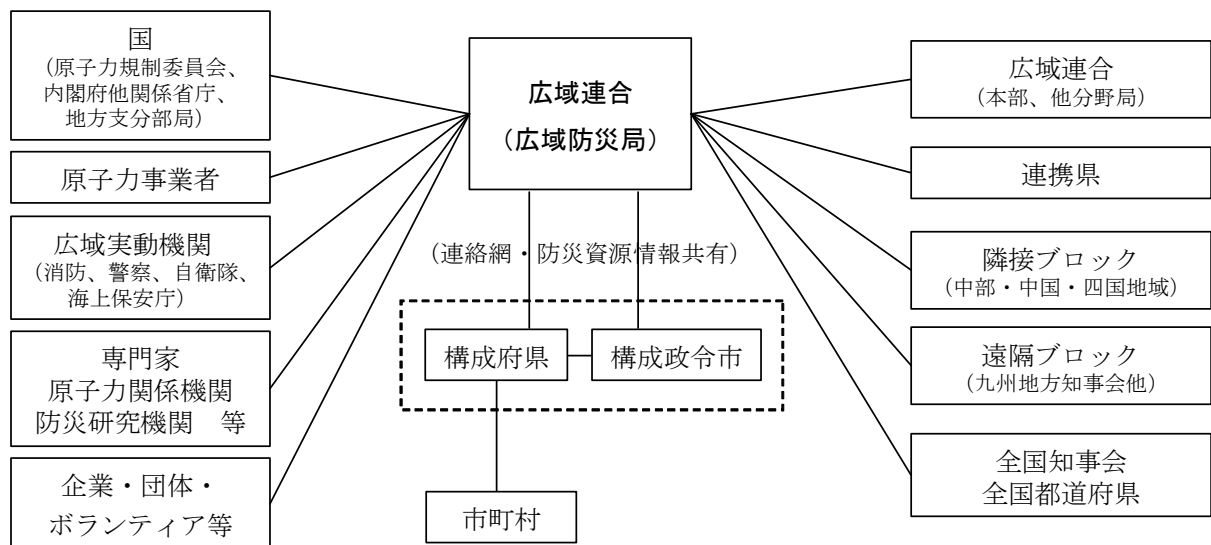 国
（原子力規制委員会、
内閣府他関係省庁、
地方支分部局）
原子力事業者
広域実動機関
（消防、警察、自衛隊、
海上保安庁）
専門家
原子力関係機関
防災研究機関　等
企業・団体・
ボランティア等
広域連合
（広域防災局）
（連絡網・防災資源情報共有）
構成府県
構成政令市
市町村
広域連合
（本部、他分野局）
連携県
隣接ブロック
（中部・中国・四国地域）
遠隔ブロック
（九州地方知事会他）
全国知事会
全国都道府県